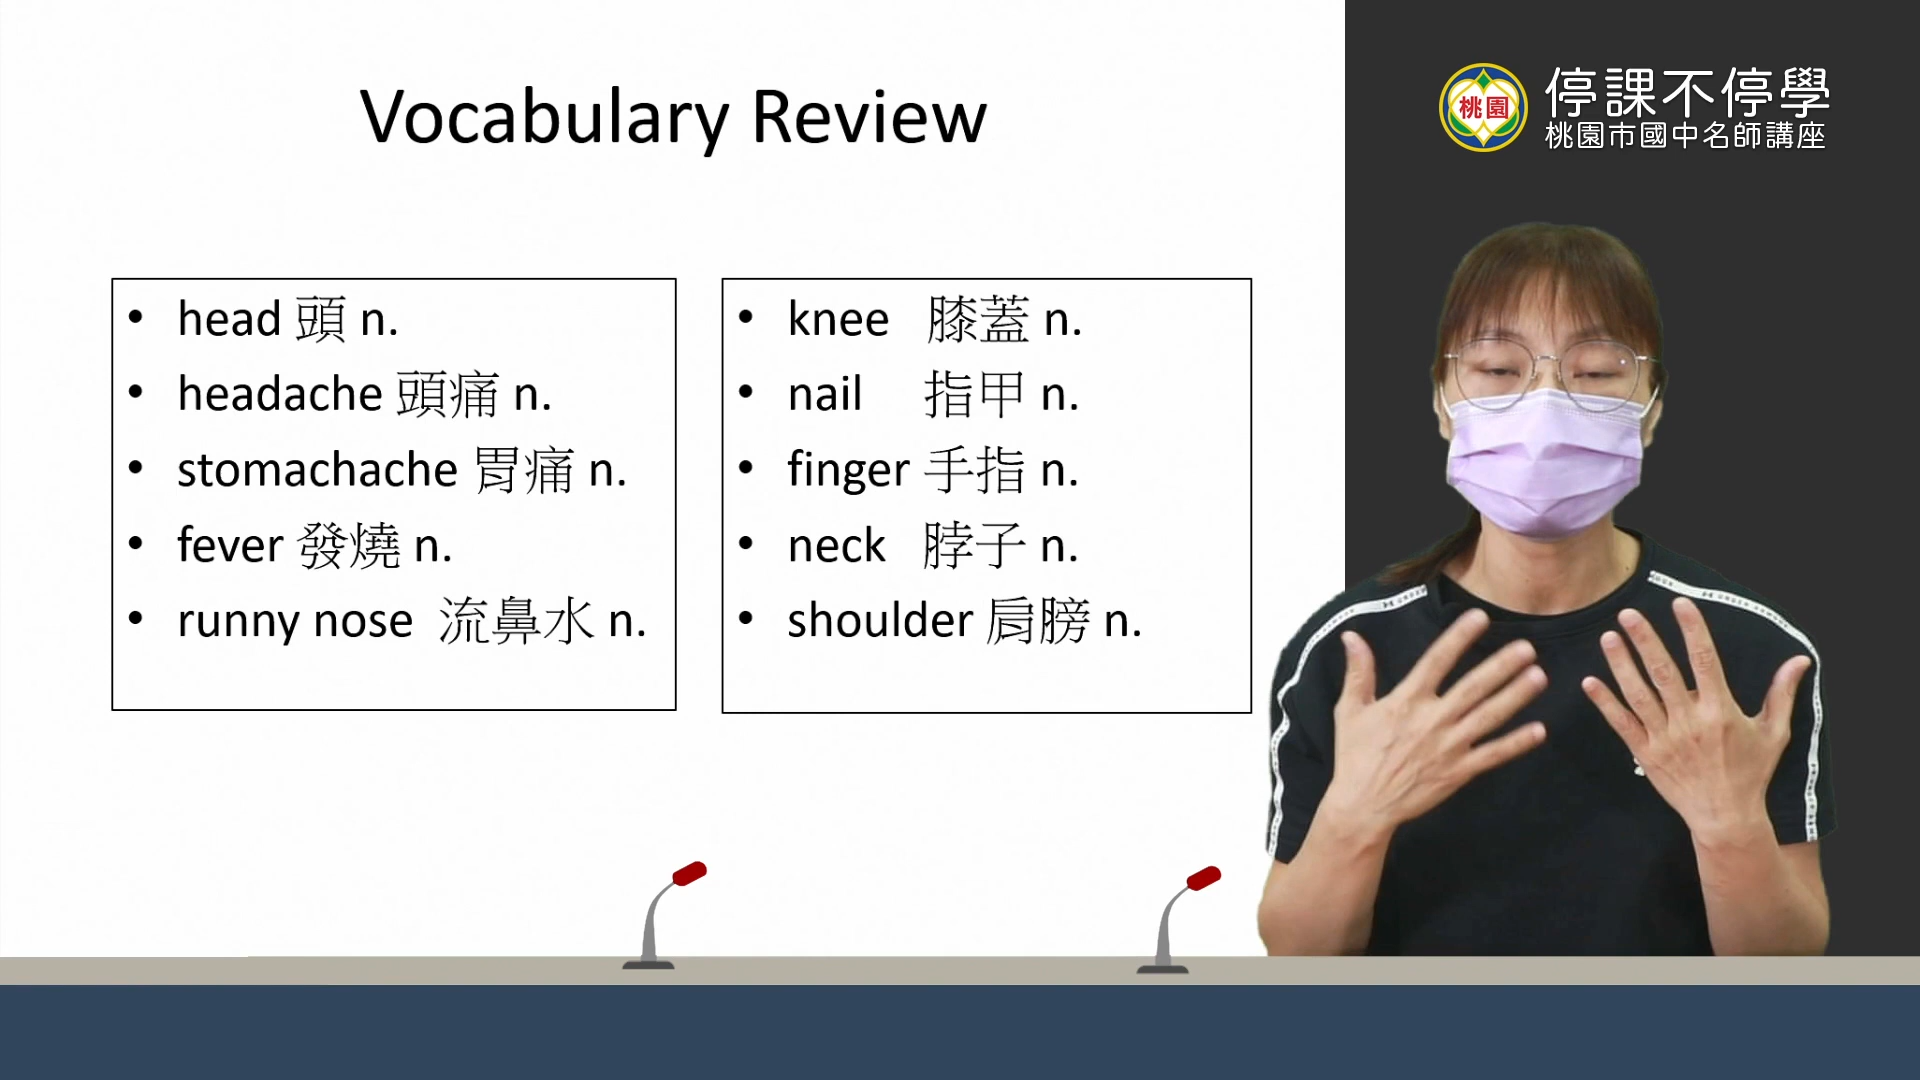 Vocabulary Review
• head 頭 n.
• headache 頭痛 n.
• stomachache 胃痛 n.
• fever 發燒 n.
• runny nose 流鼻水 n.
• knee 膝蓋 n.
• nail 指甲 n.
• finger 手指 n.
• neck 脖子 n.
• shoulder 肩膀 n.
桃園
停課不停學
桃園市國中名師講座